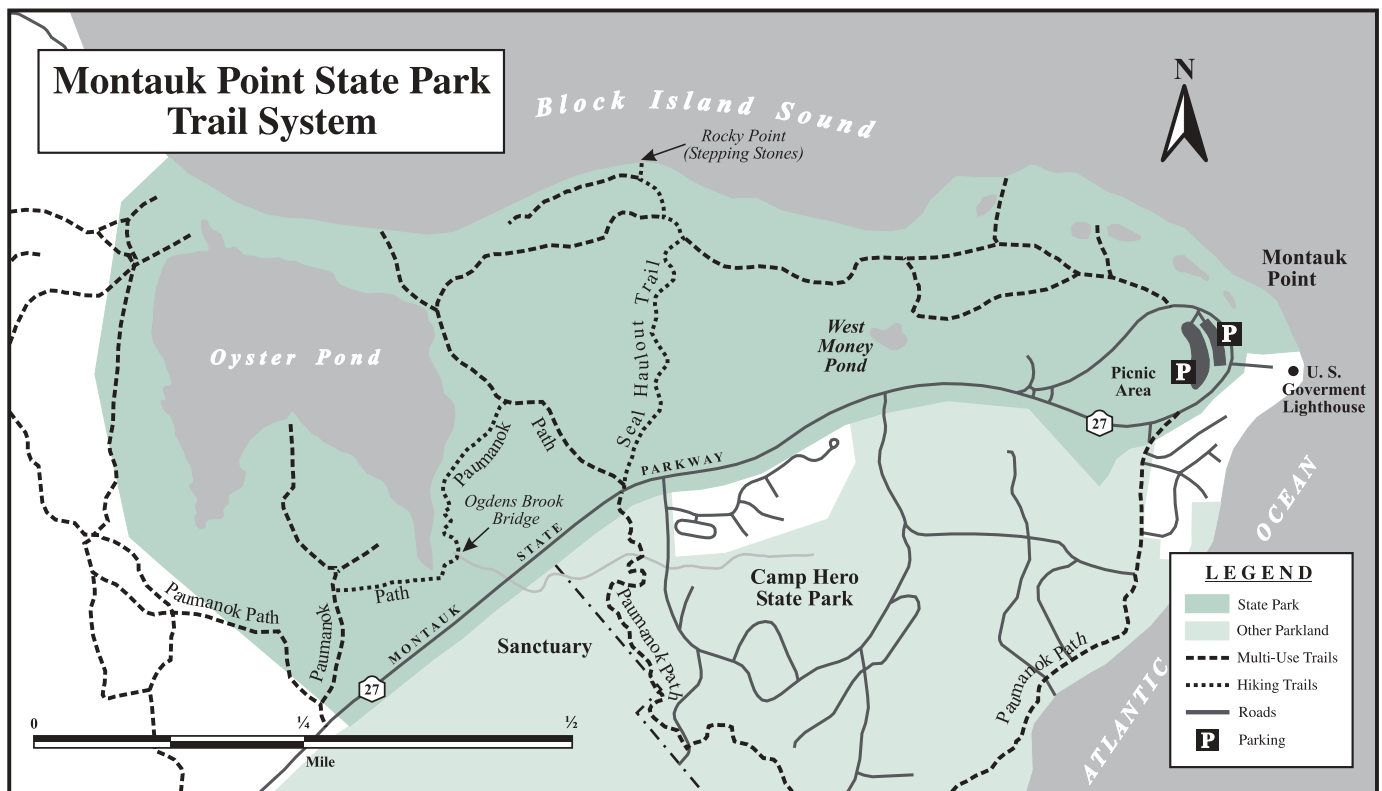 Montauk Point State Park
Trail System
Block Island Sound
N
Rocky Point
(Stepping Stones)
Montauk
Point
Oyster Pond
Seal Haulout Trail
West
Money
Pond
P
P
Picnic
Area
U. S.
Goverment
Lighthouse
27
Paumanok
Path
PARKWAY
Ogdens Brook
Bridge
STATE
MONTAUK
OCEAN
ATLANTIC
Camp Hero
State Park
Sanctuary
Paumanok Path
Path
Paumanok
Paumanok Path
Paumanok Path
27
0
¼
½
Mile
LEGEND
State Park
Other Parkland
Multi-Use Trails
Hiking Trails
Roads
P Parking